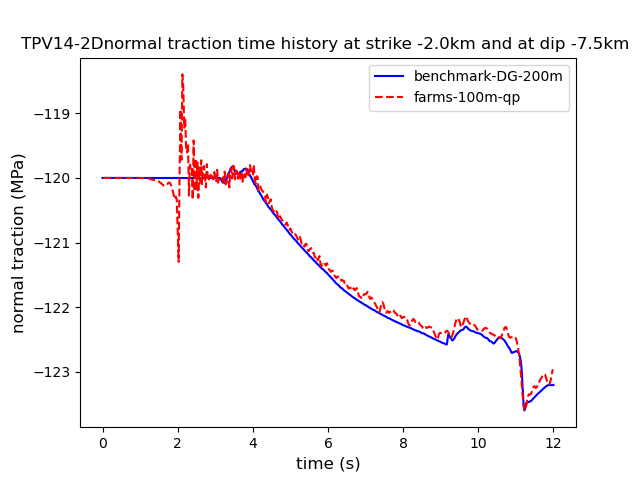 TPV14-2Dnormal traction time history at strike -2.0km and at dip -7.5km
benchmark-DG-200m
farms-100m-qp
normal traction (MPa)
−119
−120
−121
−122
−123
0 2 4 6 8 10 12
time (s)